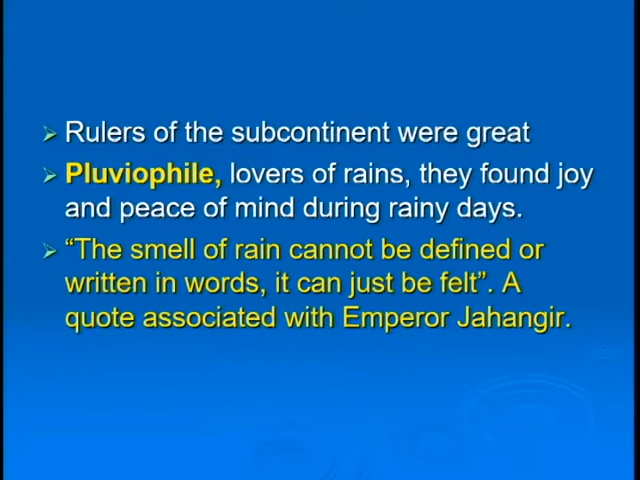 Rulers of the subcontinent were great
Pluviophile, lovers of rains, they found joy
and peace of mind during rainy days.
“The smell of rain cannot be defined or
written in words, it can just be felt”. A
quote associated with Emperor Jahangir.